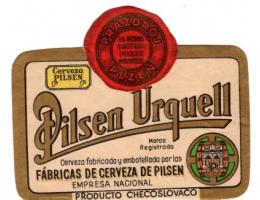 PRAZDROJ
PLZEN
Cerveza
PILSEN
Pilsen Urquell
Marca
Registrada
Cerveza fabricada y embotellada por las
FÁBRICAS DE CERVEZA DE PILSEN
EMPRESA NACIONAL
PRODUCTO CHECOSLOVACO